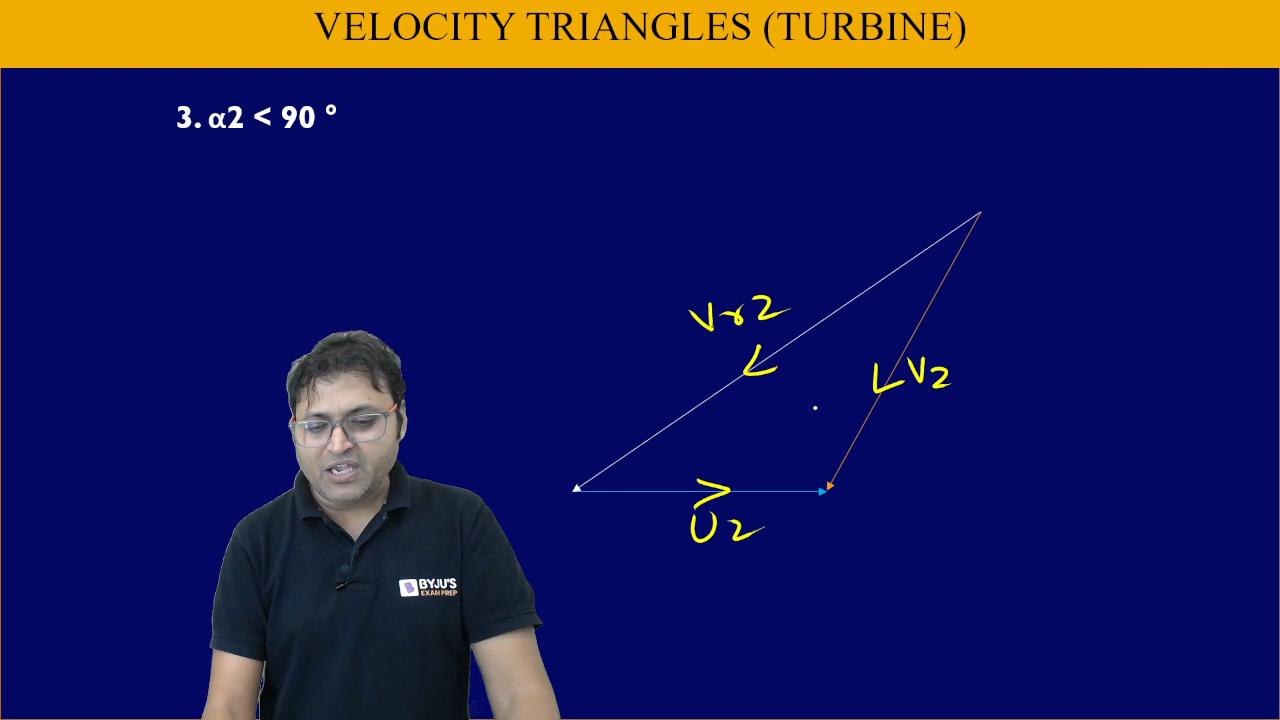 VELOCITY TRIANGLES (TURBINE)
3. α2 < 90 °
Vr2
V2
U2
BYJU'S
EXAM PREP